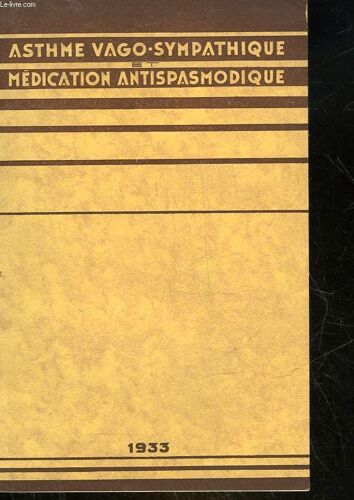 Le-livre.com
ASTHME VAGO-SYMPATHIQUE
ET
MÉDICATION ANTISPASMODIQUE
1933